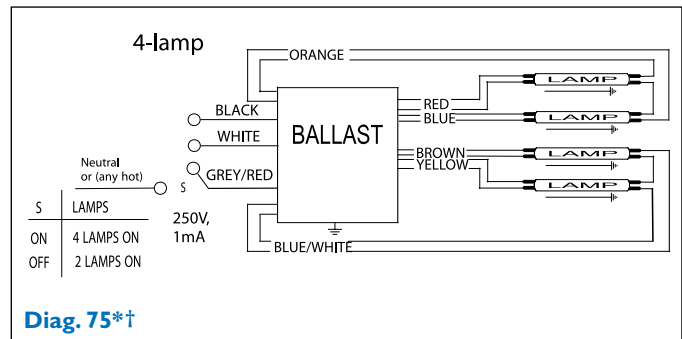 4-lamp
ORANGE
LAMP
RED
BLACK
BLUE
LAMP
WHITE
BALLAST
BROWN
LAMP
YELLOW
Neutral
or (any hot)
S
GREY/RED
LAMP
S LAMPS
250V,
1mA
ON 4 LAMPS ON
OFF 2 LAMPS ON
BLUE/WHITE
Diag. 75*†